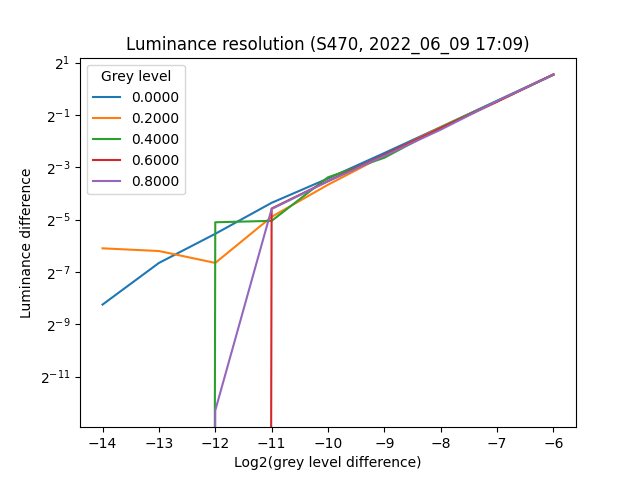 Luminance resolution (S470, 2022_06_09 17:09)
Grey level
0.0000
0.2000
0.4000
0.6000
0.8000
Luminance difference
2¹
2⁻¹
2⁻³
2⁻⁵
2⁻⁷
2⁻⁹
2⁻¹¹
−14 −13 −12 −11 −10 −9 −8 −7 −6
Log2(grey level difference)